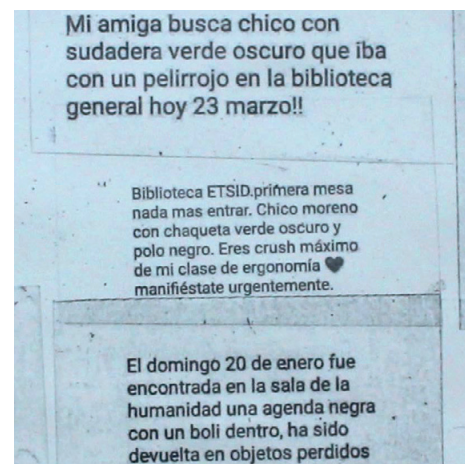 Mi amiga busca chico con
sudadera verde oscuro que iba
con un pelirrojo en la biblioteca
general hoy 23 marzo!!
Biblioteca ETSID.primera mesa
nada mas entrar. Chico moreno
con chaqueta verde oscuro y
polo negro. Eres crush máximo
de mi clase de ergonomía 🖤
manifiéstate urgentemente.
El domingo 20 de enero fue
encontrada en la sala de la
humanidad una agenda negra
con un boli dentro, ha sido
devuelta en objetos perdidos